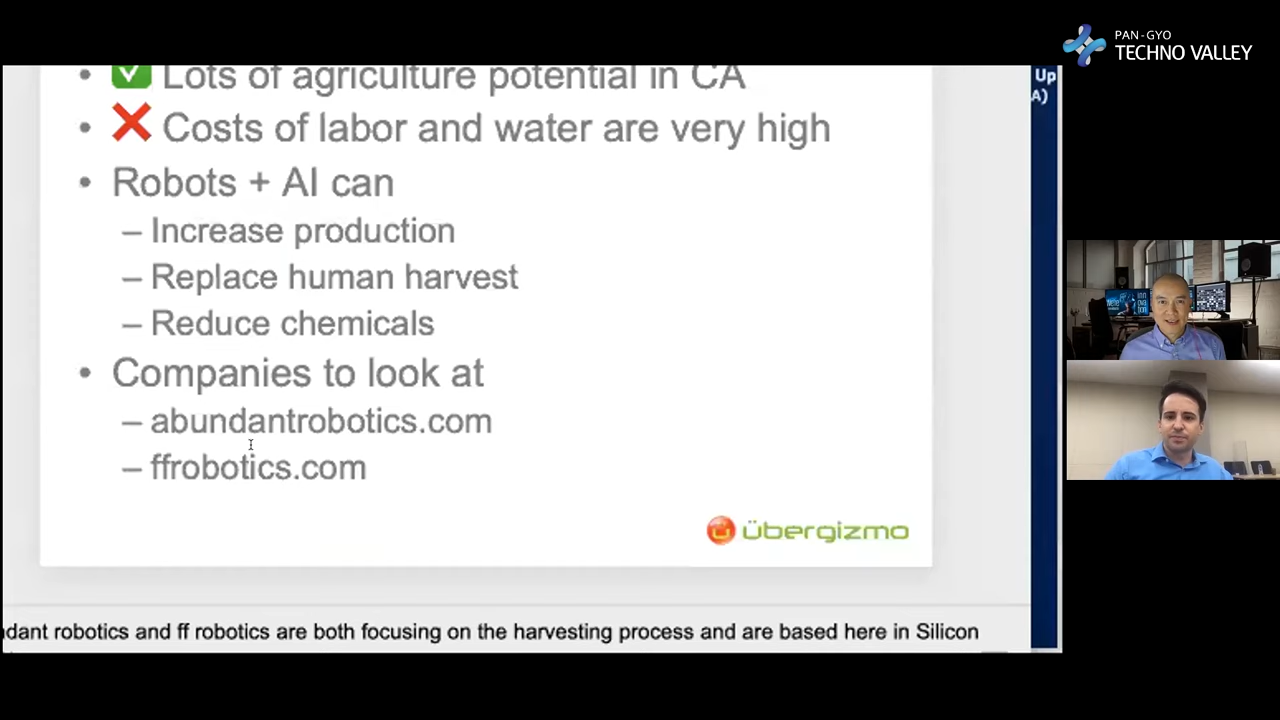 PAN-GYO
TECHNO VALLEY
Up
A)
• ✅ Lots of agriculture potential in CA
• ❌ Costs of labor and water are very high
• Robots + AI can
– Increase production
– Replace human harvest
– Reduce chemicals
• Companies to look at
– abundantrobotics.com
– ffrobotics.com
ü übergizmo
dant robotics and ff robotics are both focusing on the harvesting process and are based here in Silicon